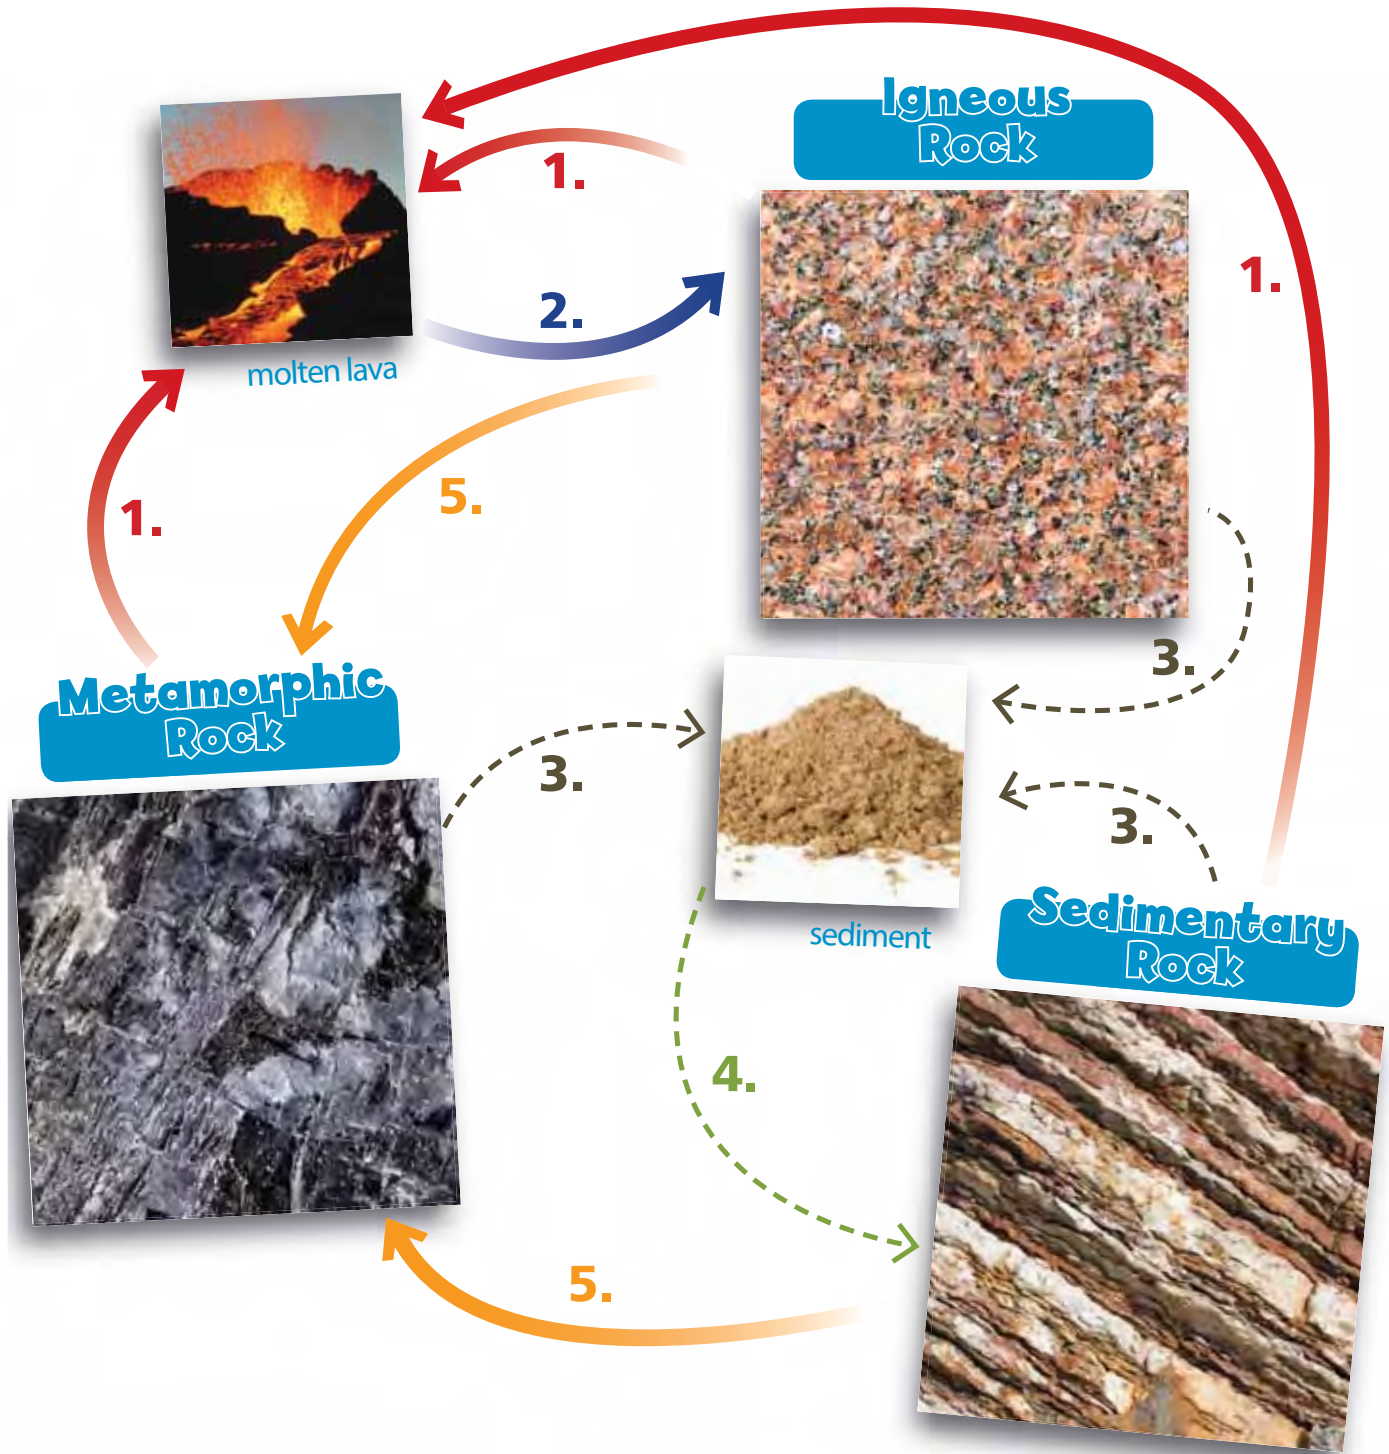 Igneous
Rock
1.
1.
2.
molten lava
5.
1.
3.
Metamorphic
Rock
3.
3.
sediment
Sedimentary
Rock
4.
5.